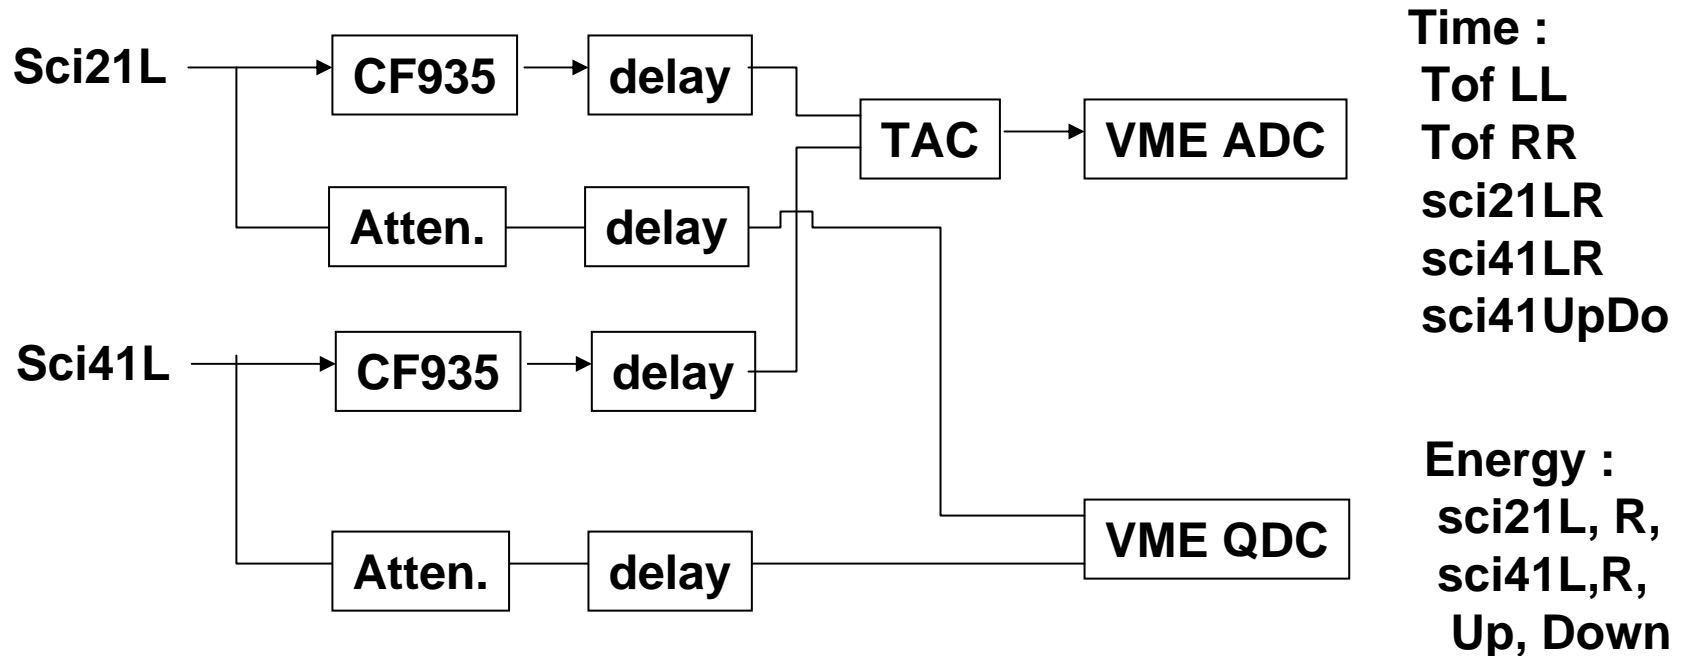 Sci21L
CF935
delay
TAC
VME ADC
Atten.
delay
Sci41L
CF935
delay
Atten.
delay
VME QDC
Time :
Tof LL
Tof RR
sci21LR
sci41LR
sci41UpDo
Energy :
sci21L, R,
sci41L,R,
Up, Down